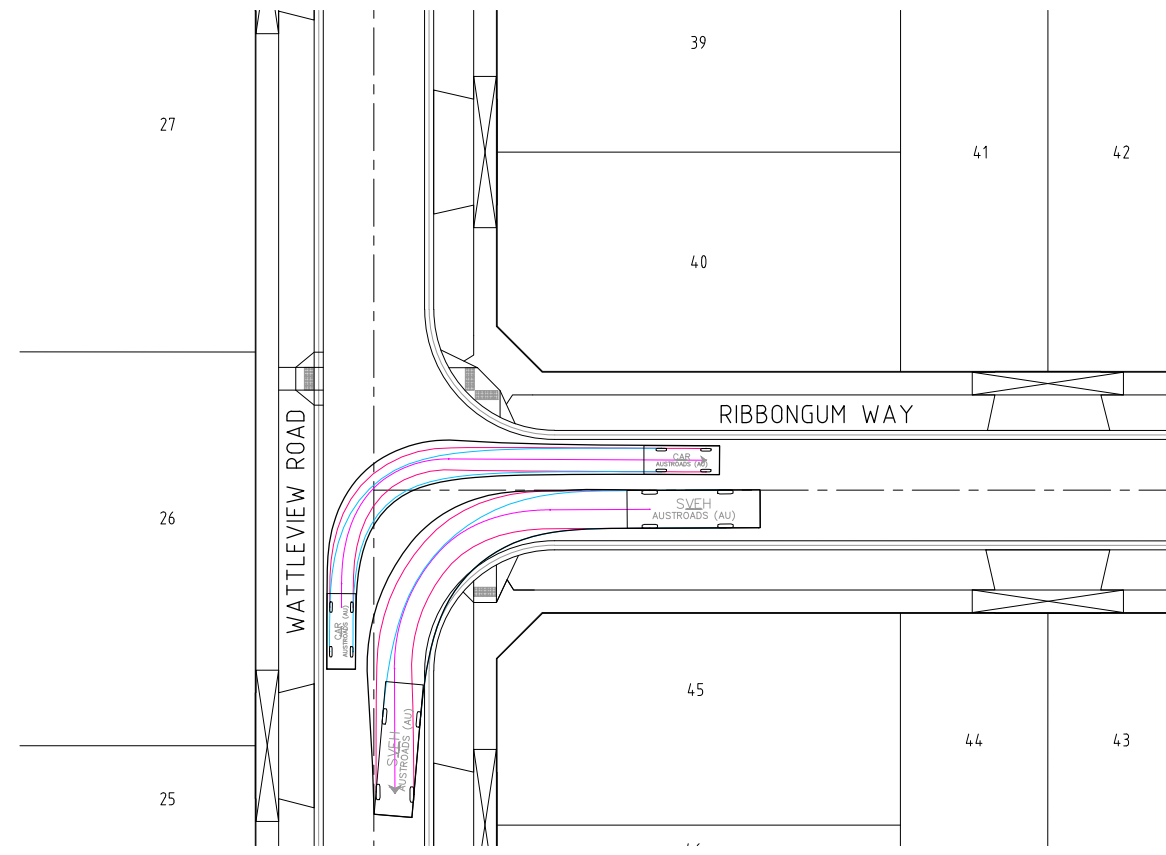 39
27
41
42
40
RIBBONGUM WAY
WATTLEVIEW ROAD
CAR
AUSTROADS (AU)
SVEH
AUSTROADS (AU)
26
CAR
AUSTROADS (AU)
45
SVEH
AUSTROADS (AU)
44
43
25